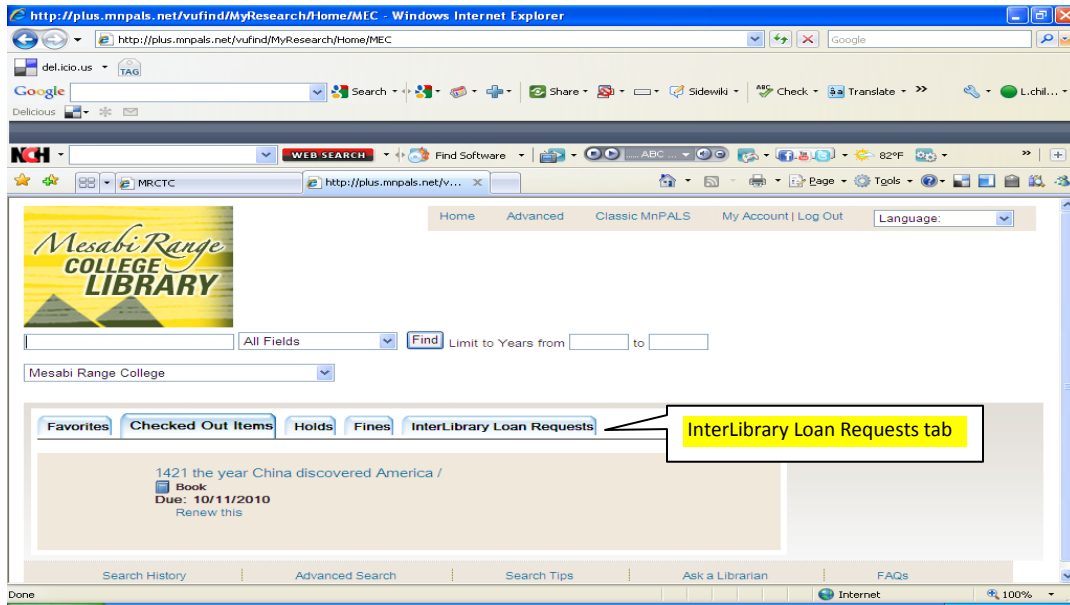 http://plus.mnpals.net/vufind/MyResearch/Home/MEC - Windows Internet Explorer
http://plus.mnpals.net/vufind/MyResearch/Home/MEC
Google
del.icio.us
TAG
Google Search Share Sidewiki Check Translate » L.chil...
Delicious
NCH WEB SEARCH Find Software ABC ... 82°F »
MRCTC http://plus.mnpals.net/v... Page Tools
Home Advanced Classic MnPALS My Account | Log Out Language:
Mesabi Range
COLLEGE
LIBRARY
All Fields Find Limit to Years from to
Mesabi Range College
Favorites Checked Out Items Holds Fines InterLibrary Loan Requests
InterLibrary Loan Requests tab
1421 the year China discovered America /
Book
Due: 10/11/2010
Renew this
Search History Advanced Search Search Tips Ask a Librarian FAQs
Done Internet 100%